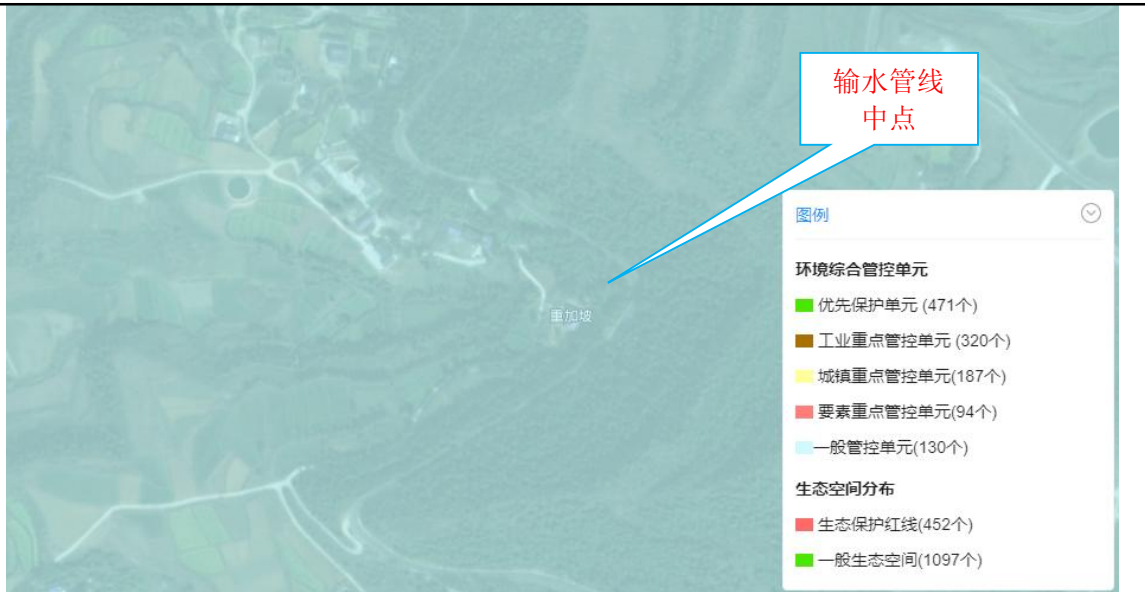 输水管线
中点
图例
环境综合管控单元
优先保护单元 (471个)
工业重点管控单元 (320个)
城镇重点管控单元(187个)
要素重点管控单元(94个)
一般管控单元(130个)
生态空间分布
生态保护红线(452个)
一般生态空间(1097个)
重加坡